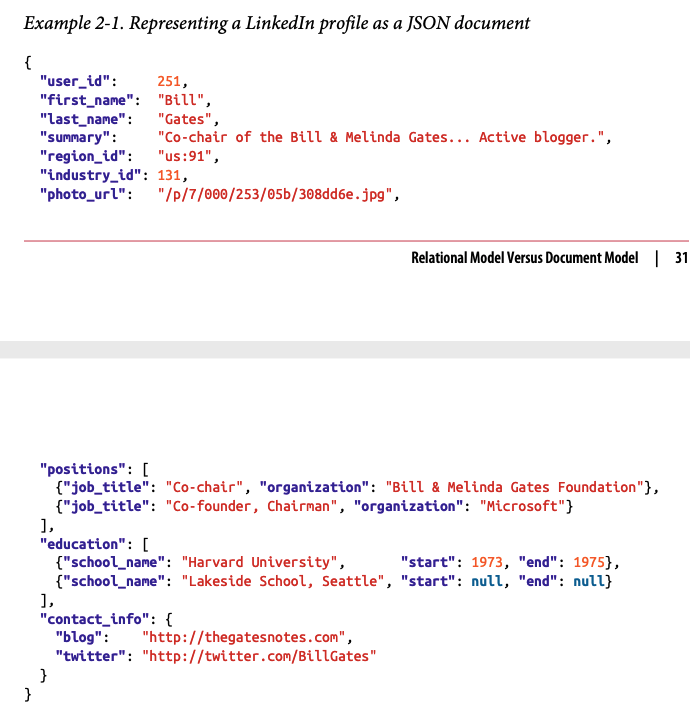 Example 2-1. Representing a LinkedIn profile as a JSON document
{
  "user_id":     251,
  "first_name":  "Bill",
  "last_name":   "Gates",
  "summary":     "Co-chair of the Bill & Melinda Gates... Active blogger.",
  "region_id":   "us:91",
  "industry_id": 131,
  "photo_url":   "/p/7/000/253/05b/308dd6e.jpg",
Relational Model Versus Document Model | 31
  "positions": [
    {"job_title": "Co-chair", "organization": "Bill & Melinda Gates Foundation"},
    {"job_title": "Co-founder, Chairman", "organization": "Microsoft"}
  ],
  "education": [
    {"school_name": "Harvard University",       "start": 1973, "end": 1975},
    {"school_name": "Lakeside School, Seattle", "start": null, "end": null}
  ],
  "contact_info": {
    "blog":    "http://thegatesnotes.com",
    "twitter": "http://twitter.com/BillGates"
  }
}